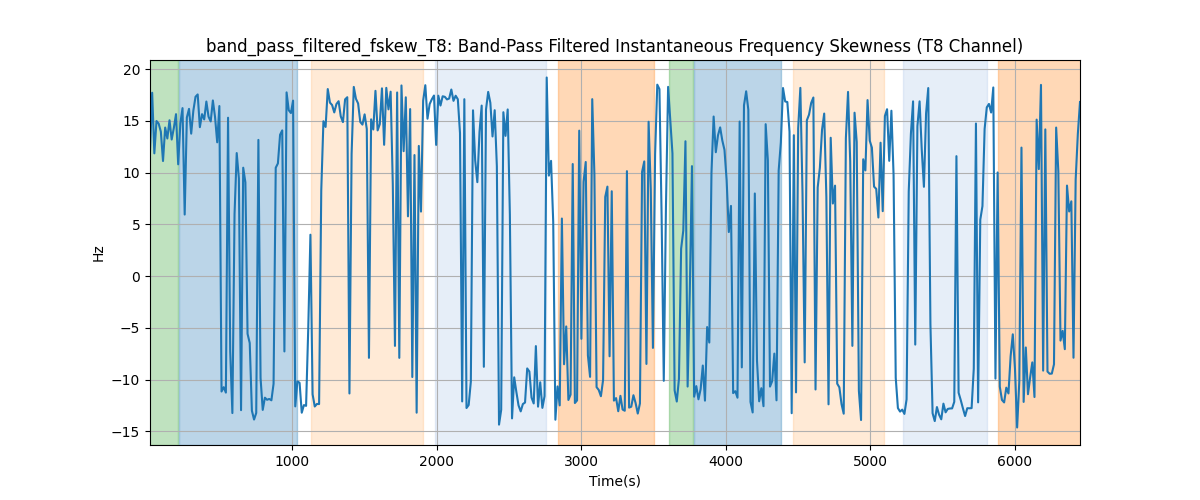 band_pass_filtered_fskew_T8: Band-Pass Filtered Instantaneous Frequency Skewness (T8 Channel)
20
15
10
5
0
−5
−10
−15
Hz
1000 2000 3000 4000 5000 6000
Time(s)